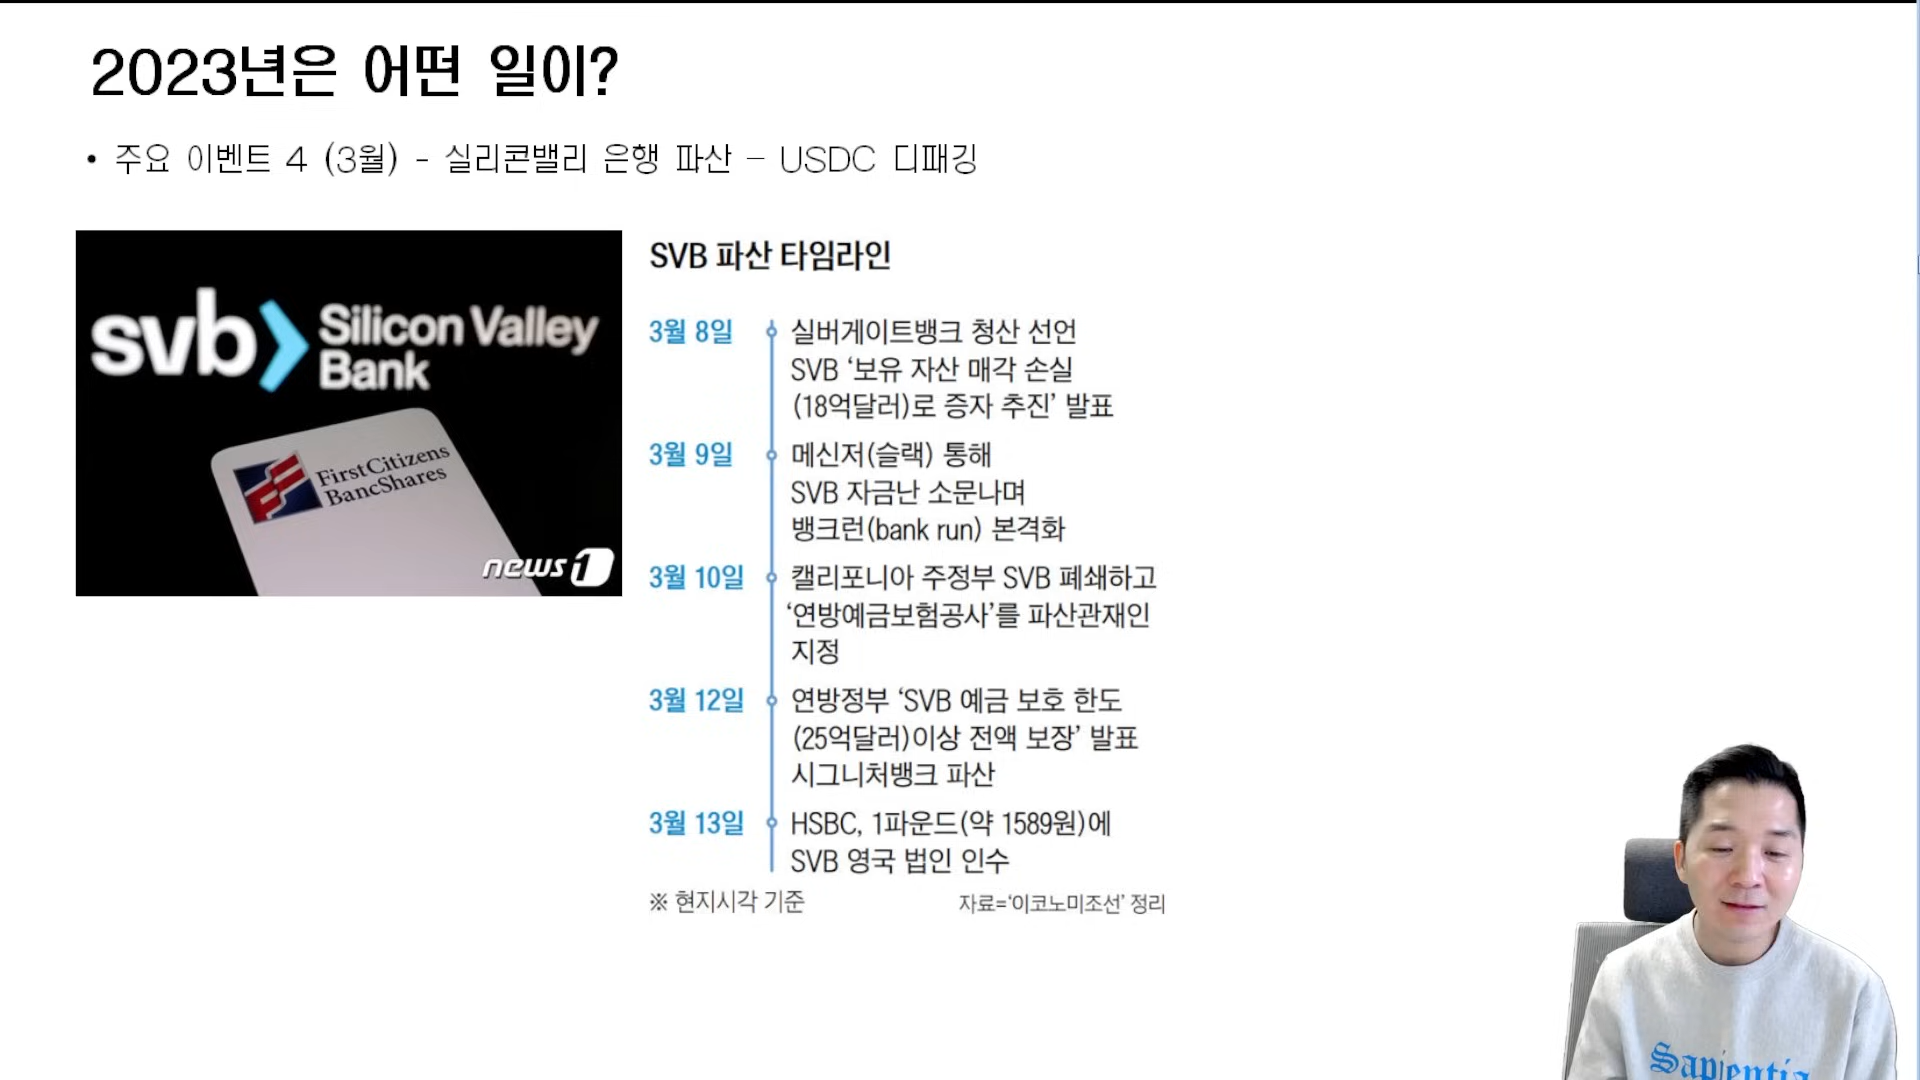 2023년은 어떤 일이?
• 주요 이벤트 4 (3월) - 실리콘밸리 은행 파산 – USDC 디패깅
svb> Silicon Valley
Bank
First Citizens
BancShares
news1
SVB 파산 타임라인
3월 8일 실버게이트뱅크 청산 선언
SVB ‘보유 자산 매각 손실
(18억달러)로 증자 추진’ 발표
3월 9일 메신저(슬랙) 통해
SVB 자금난 소문나며
뱅크런(bank run) 본격화
3월 10일 캘리포니아 주정부 SVB 폐쇄하고
‘연방예금보험공사’를 파산관재인
지정
3월 12일 연방정부 ‘SVB 예금 보호 한도
(25억달러)이상 전액 보장’ 발표
시그니처뱅크 파산
3월 13일 HSBC, 1파운드(약 1589원)에
SVB 영국 법인 인수
※ 현지시각 기준 자료=‘이코노미조선’ 정리
Sapientia